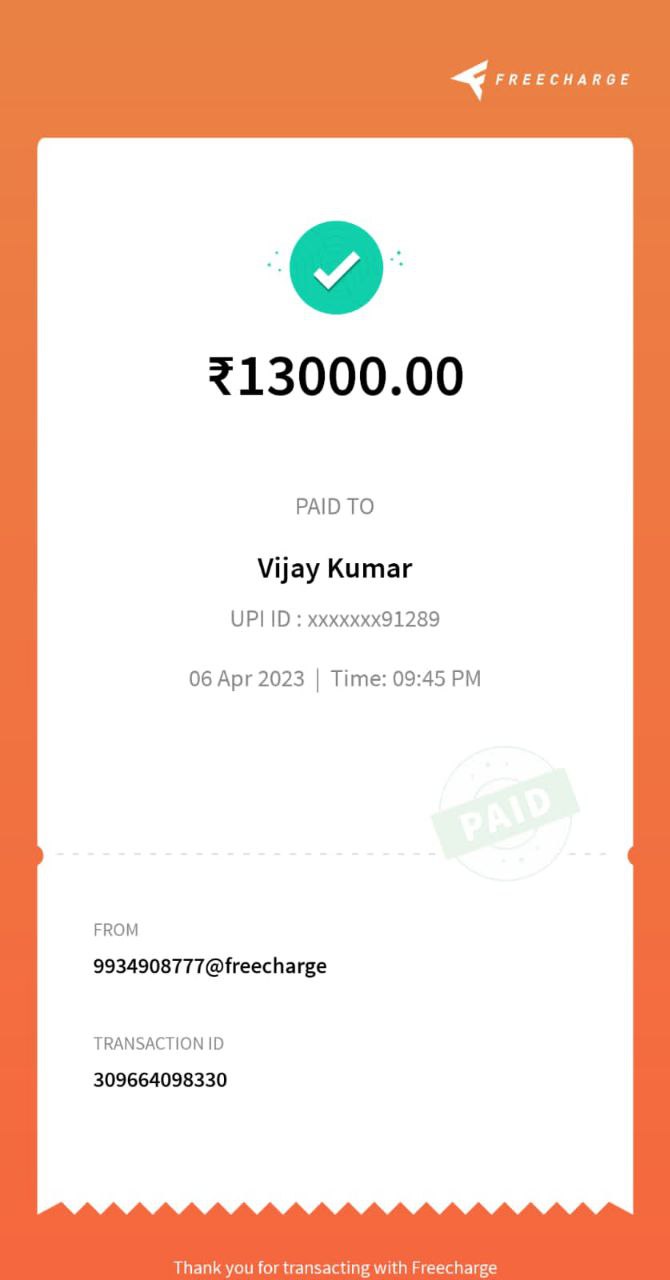 FREECHARGE
₹13000.00
PAID TO
Vijay Kumar
UPI ID : xxxxxxx91289
06 Apr 2023 | Time: 09:45 PM
PAID
FROM
9934908777@freecharge
TRANSACTION ID
309664098330
Thank you for transacting with Freecharge